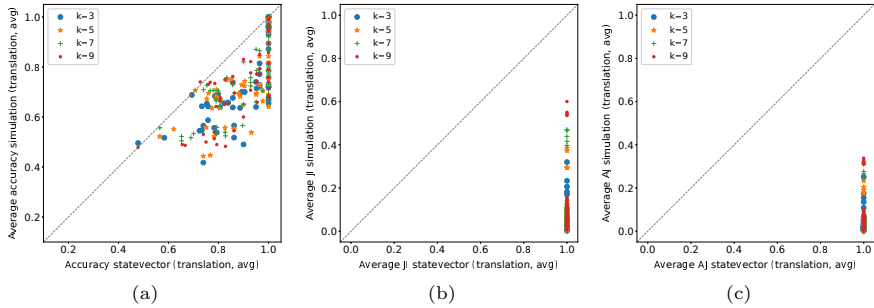 Average accuracy simulation (translation, avg)
1.0
0.8
0.6
0.4
0.2
k=3
k=5
k=7
k=9
0.2 0.4 0.6 0.8 1.0
Accuracy statevector (translation, avg)
(a)
Average JI simulation (translation, avg)
1.0
0.8
0.6
0.4
0.2
0.0
k=3
k=5
k=7
k=9
0.0 0.2 0.4 0.6 0.8 1.0
Average JI statevector (translation, avg)
(b)
Average AJ simulation (translation, avg)
1.0
0.8
0.6
0.4
0.2
0.0
k=3
k=5
k=7
k=9
0.0 0.2 0.4 0.6 0.8 1.0
Average AJ statevector (translation, avg)
(c)